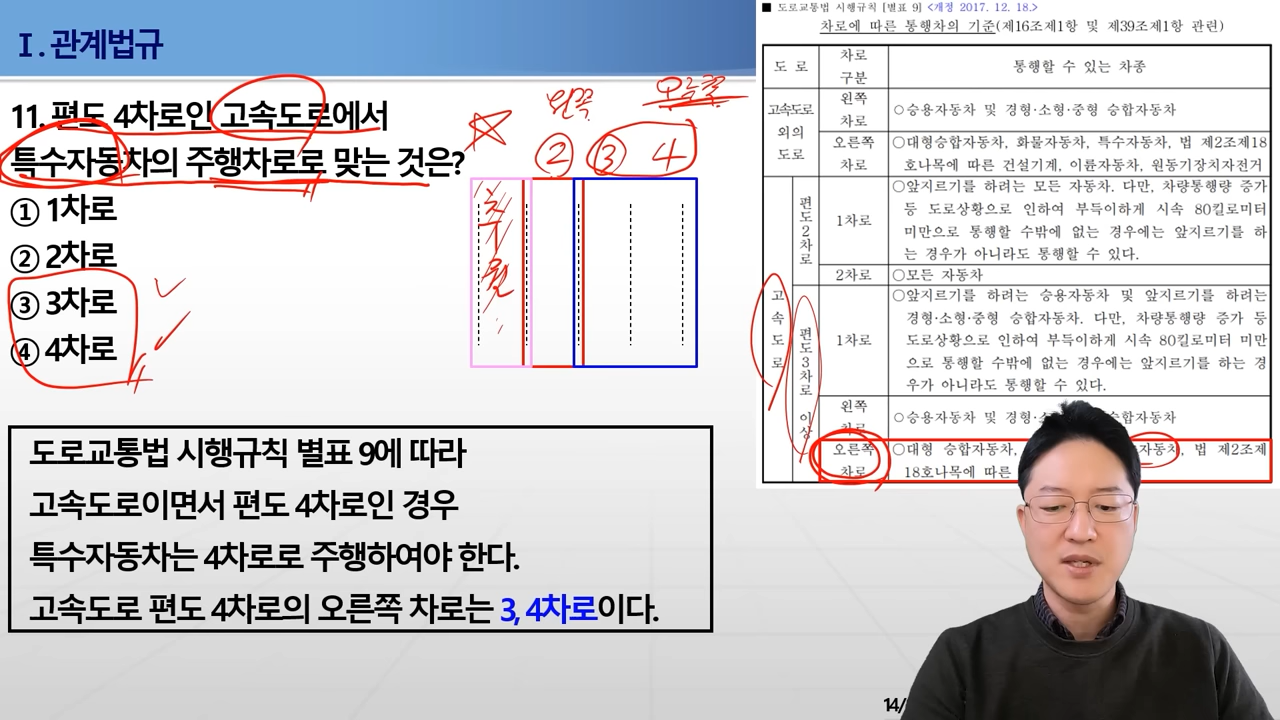 Ⅰ. 관계법규
11. 편도 4차로인 고속도로에서
특수자동차의 주행차로로 맞는 것은?
① 1차로
② 2차로
③ 3차로
④ 4차로
왼쪽
오른쪽
② ③ 4
추월
도로교통법 시행규칙 별표 9에 따라
고속도로이면서 편도 4차로인 경우
특수자동차는 4차로로 주행하여야 한다.
고속도로 편도 4차로의 오른쪽 차로는 3, 4차로이다.
■ 도로교통법 시행규칙 [별표 9] <개정 2017. 12. 18.>
차로에 따른 통행차의 기준(제16조제1항 및 제39조제1항 관련)
도 로
차로
구분
통행할 수 있는 차종
고속도로
외의
도로
왼쪽
차로
○승용자동차 및 경형·소형·중형 승합자동차
오른쪽
차로
○대형승합자동차, 화물자동차, 특수자동차, 법 제2조제18
호나목에 따른 건설기계, 이륜자동차, 원동기장치자전거
고속도로
편도2차로
1차로
○앞지르기를 하려는 모든 자동차. 다만, 차량통행량 증가
등 도로상황으로 인하여 부득이하게 시속 80킬로미터
미만으로 통행할 수밖에 없는 경우에는 앞지르기를 하
는 경우가 아니라도 통행할 수 있다.
2차로
○모든 자동차
편도3차로 이상
1차로
○앞지르기를 하려는 승용자동차 및 앞지르기를 하려는
경형·소형·중형 승합자동차. 다만, 차량통행량 증가 등
도로상황으로 인하여 부득이하게 시속 80킬로미터 미만
으로 통행할 수밖에 없는 경우에는 앞지르기를 하는 경
우가 아니라도 통행할 수 있다.
왼쪽
차로
○승용자동차 및 경형· 승합자동차
오른쪽
차로
○대형 승합자동차, 자동차, 법 제2조제
18호나목에 따른
14/